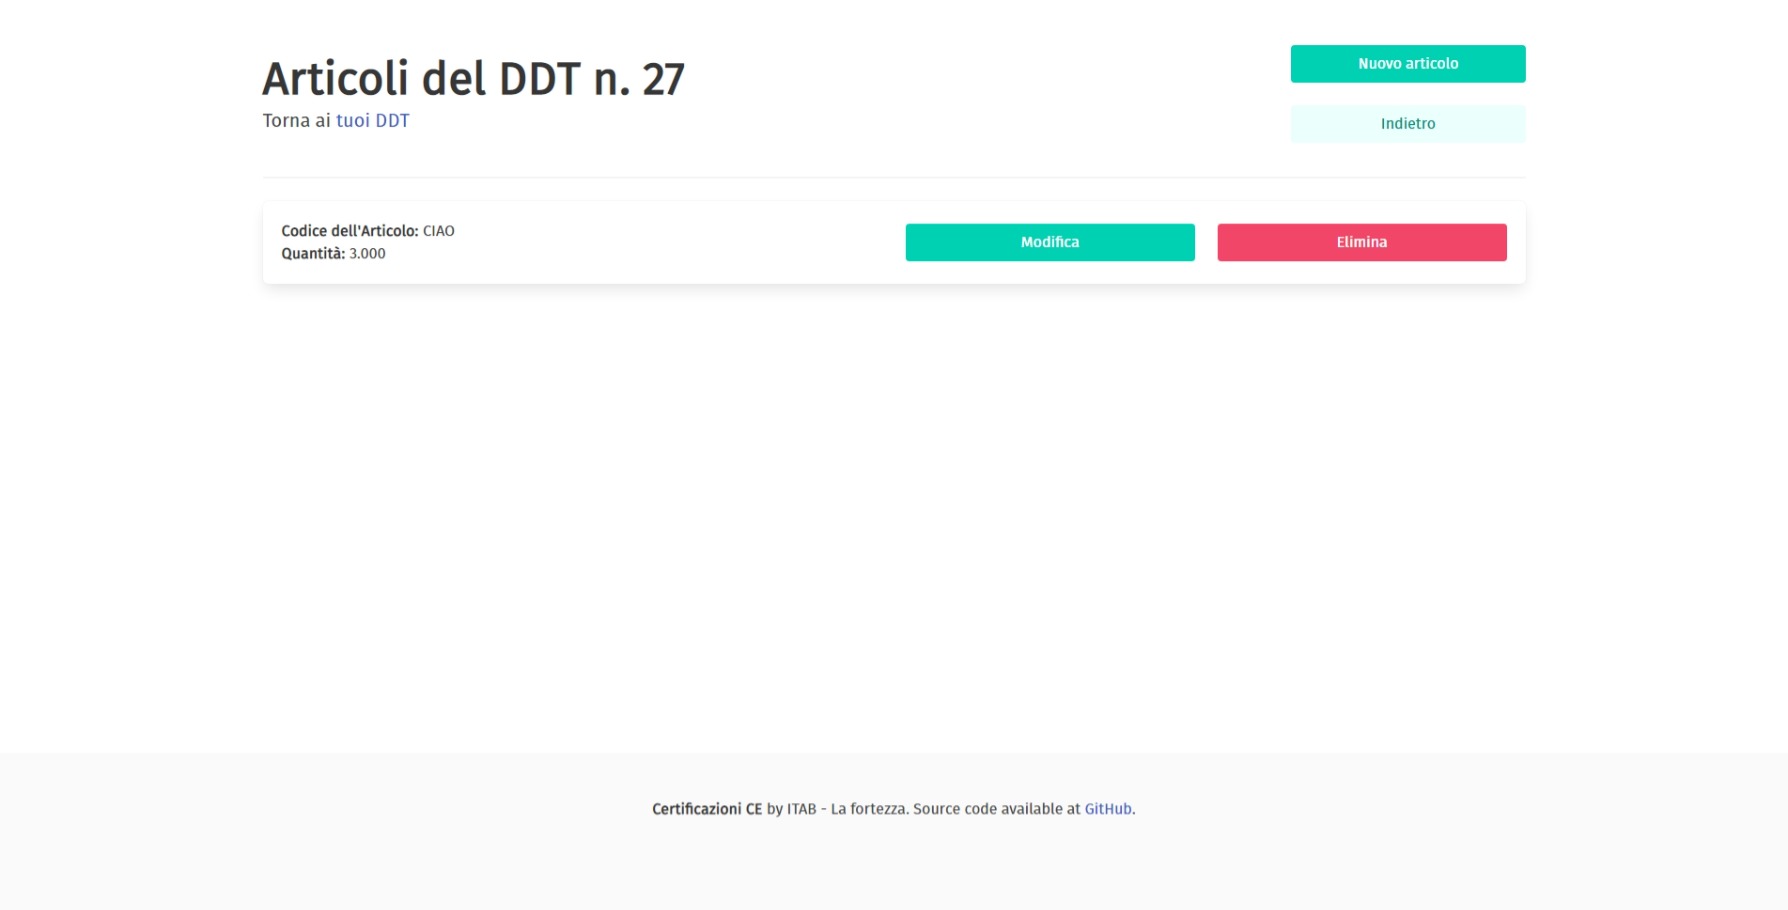 Articoli del DDT n. 27
Torna ai tuoi DDT
Nuovo articolo
Indietro
Codice dell'Articolo: CIAO
Quantità: 3.000
Modifica
Elimina
Certificazioni CE by ITAB - La fortezza. Source code available at GitHub.